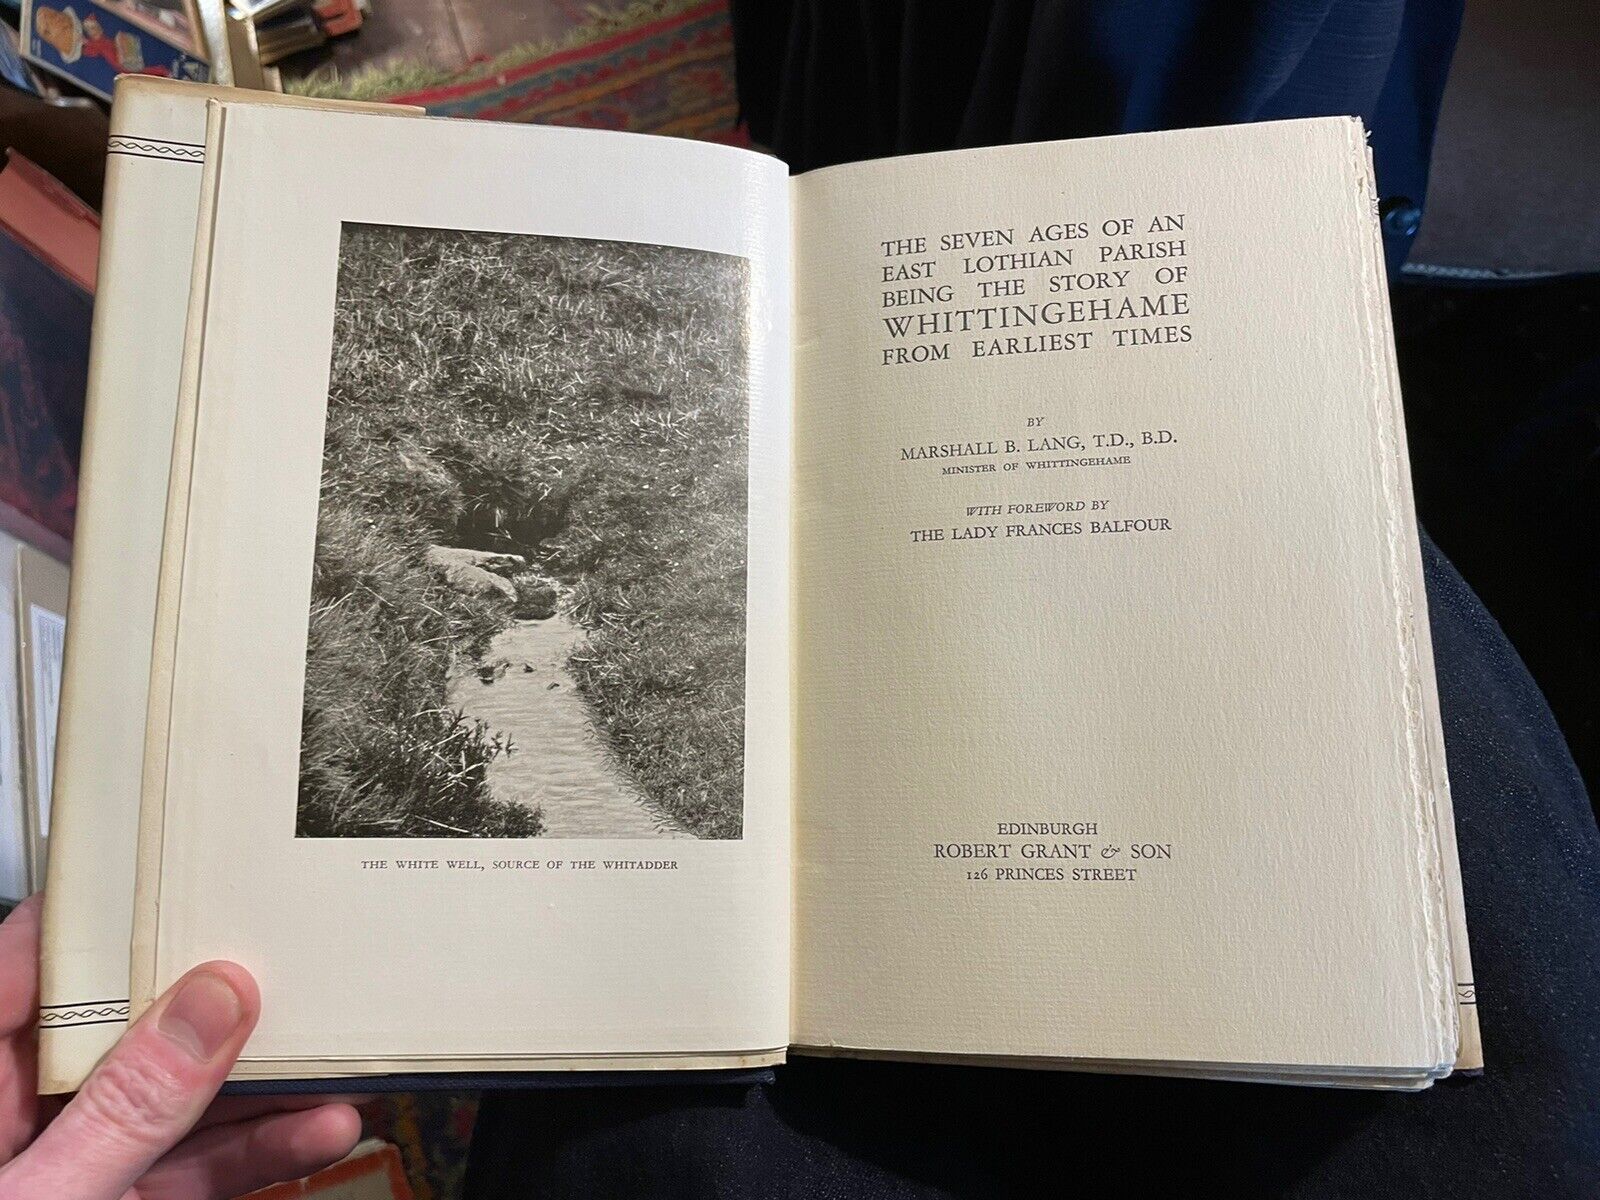 THE WHITE WELL, SOURCE OF THE WHITADDER
THE SEVEN AGES OF AN
EAST LOTHIAN PARISH
BEING THE STORY OF
WHITTINGEHAME
FROM EARLIEST TIMES
BY
MARSHALL B. LANG, T.D., B.D.
MINISTER OF WHITTINGEHAME
WITH FOREWORD BY
THE LADY FRANCES BALFOUR
EDINBURGH
ROBERT GRANT & SON
126 PRINCES STREET